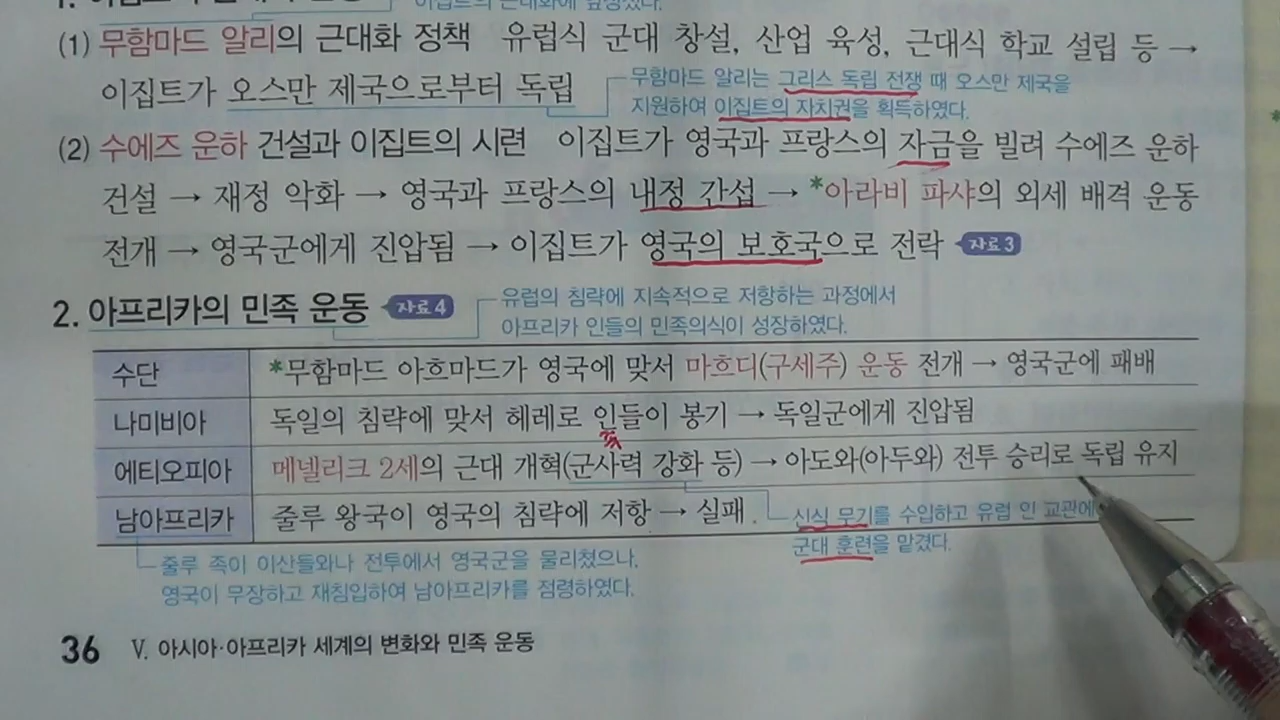 (1) 무함마드 알리의 근대화 정책 유럽식 군대 창설, 산업 육성, 근대식 학교 설립 등 →
이집트가 오스만 제국으로부터 독립
무함마드 알리는 그리스 독립 전쟁 때 오스만 제국을
지원하여 이집트의 자치권을 획득하였다.
(2) 수에즈 운하 건설과 이집트의 시련 이집트가 영국과 프랑스의 자금을 빌려 수에즈 운하
건설 → 재정 악화 → 영국과 프랑스의 내정 간섭 → *아라비 파샤의 외세 배격 운동
전개 → 영국군에게 진압됨 → 이집트가 영국의 보호국으로 전락 자료 3
2. 아프리카의 민족 운동 자료 4
유럽의 침략에 지속적으로 저항하는 과정에서
아프리카 인들의 민족의식이 성장하였다.
수단 *무함마드 아흐마드가 영국에 맞서 마흐디(구세주) 운동 전개 → 영국군에 패배
나미비아 독일의 침략에 맞서 헤레로 인들이 봉기 → 독일군에게 진압됨
에티오피아 메넬리크 2세의 근대 개혁(군사력 강화 등) → 아도와(아두와) 전투 승리로 독립 유지
남아프리카 줄루 왕국이 영국의 침략에 저항 → 실패
신식 무기를 수입하고 유럽 인 교관에
군대 훈련을 맡겼다.
줄루 족이 이산들와나 전투에서 영국군을 물리쳤으나,
영국이 무장하고 재침입하여 남아프리카를 점령하였다.
36 V. 아시아·아프리카 세계의 변화와 민족 운동